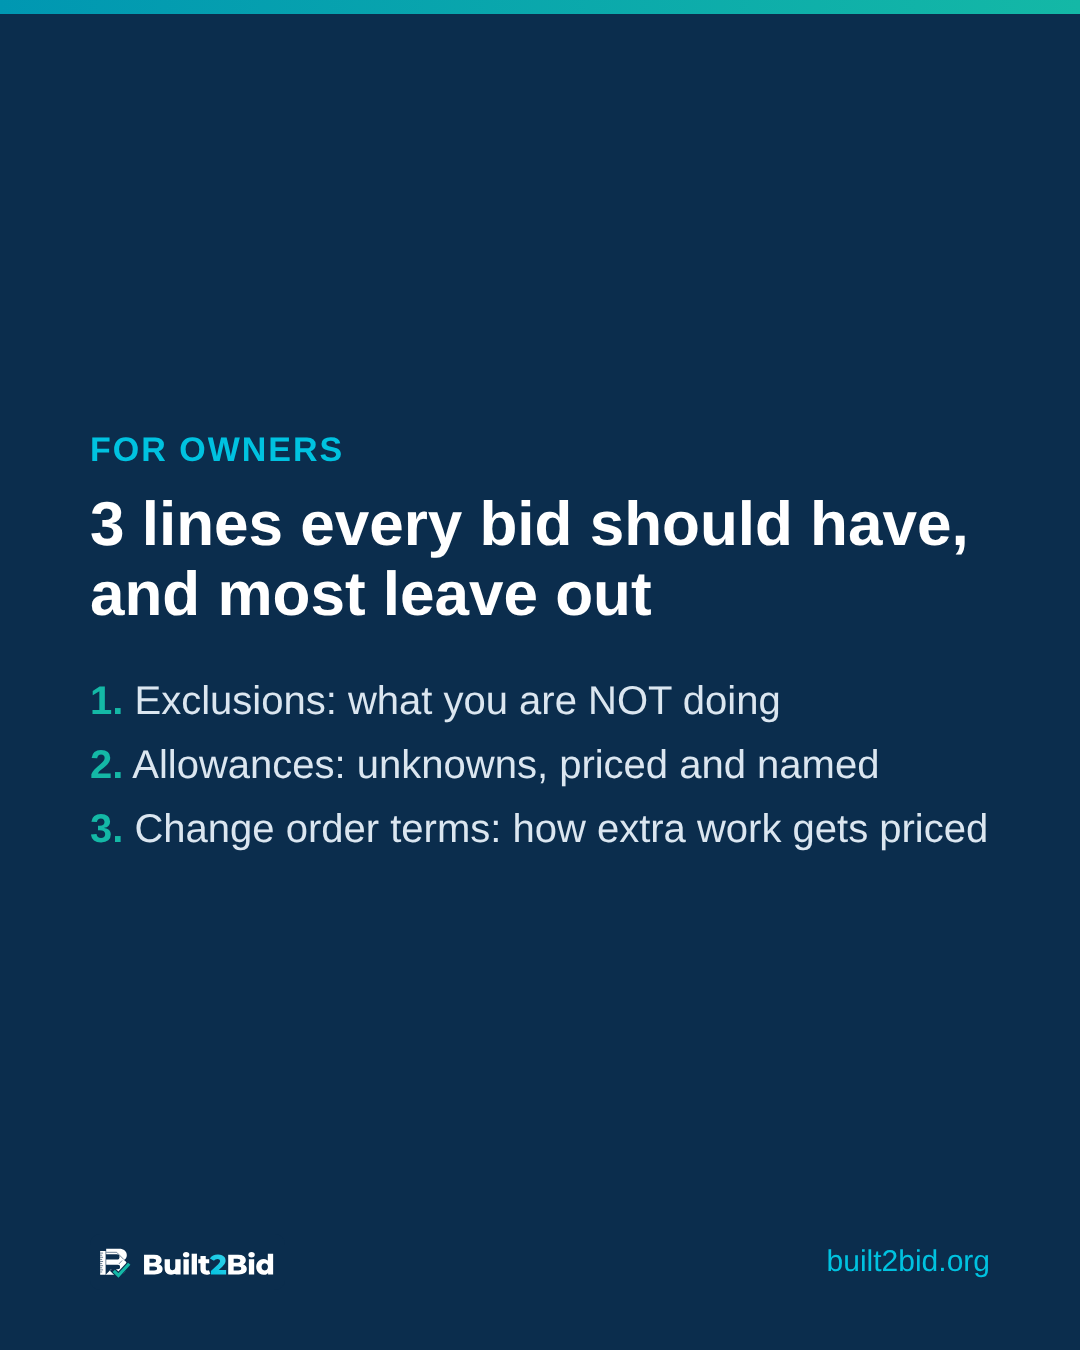 FOR OWNERS
3 lines every bid should have,
and most leave out
1. Exclusions: what you are NOT doing
2. Allowances: unknowns, priced and named
3. Change order terms: how extra work gets priced
Built2Bid
built2bid.org